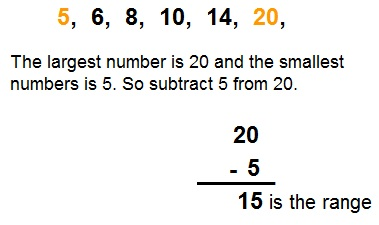 5, 6, 8, 10, 14, 20,
The largest number is 20 and the smallest
numbers is 5. So subtract 5 from 20.
20
- 5
15 is the range